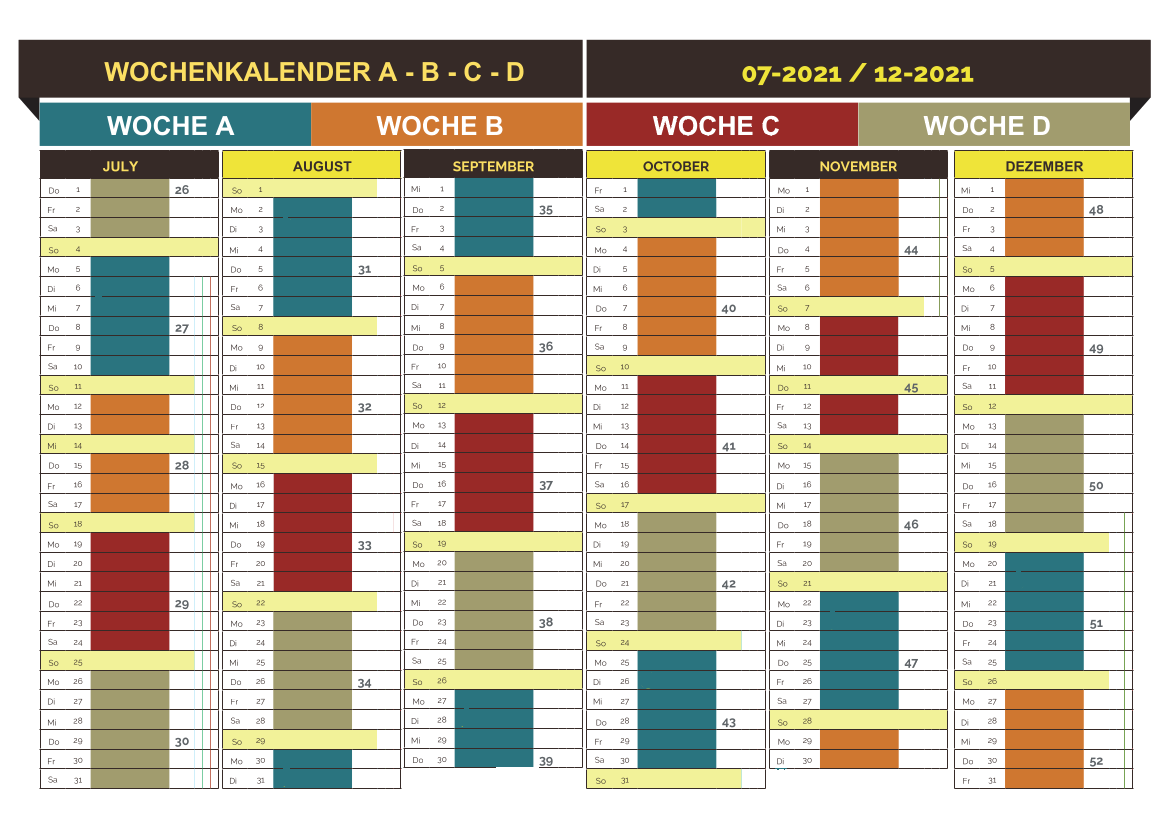 WOCHENKALENDER A - B - C - D
07-2021 / 12-2021
WOCHE A
WOCHE B
WOCHE C
WOCHE D
JULY
Do 1 26
Fr 2
Sa 3
So 4
Mo 5
Di 6
Mi 7
Do 8 27
Fr 9
Sa 10
So 11
Mo 12
Di 13
Mi 14
Do 15 28
Fr 16
Sa 17
So 18
Mo 19
Di 20
Mi 21
Do 22 29
Fr 23
Sa 24
So 25
Mo 26
Di 27
Mi 28
Do 29 30
Fr 30
Sa 31
AUGUST
So 1
Mo 2
Di 3
Mi 4
Do 5 31
Fr 6
Sa 7
So 8
Mo 9
Di 10
Mi 11
Do 12 32
Fr 13
Sa 14
So 15
Mo 16
Di 17
Mi 18
Do 19 33
Fr 20
Sa 21
So 22
Mo 23
Di 24
Mi 25
Do 26 34
Fr 27
Sa 28
So 29
Mo 30
Di 31
SEPTEMBER
Mi 1
Do 2 35
Fr 3
Sa 4
So 5
Mo 6
Di 7
Mi 8
Do 9 36
Fr 10
Sa 11
So 12
Mo 13
Di 14
Mi 15
Do 16 37
Fr 17
Sa 18
So 19
Mo 20
Di 21
Mi 22
Do 23 38
Fr 24
Sa 25
So 26
Mo 27
Di 28
Mi 29
Do 30 39
OCTOBER
Fr 1
Sa 2
So 3
Mo 4
Di 5
Mi 6
Do 7 40
Fr 8
Sa 9
So 10
Mo 11
Di 12
Mi 13
Do 14 41
Fr 15
Sa 16
So 17
Mo 18
Di 19
Mi 20
Do 21 42
Fr 22
Sa 23
So 24
Mo 25
Di 26
Mi 27
Do 28 43
Fr 29
Sa 30
So 31
NOVEMBER
Mo 1
Di 2
Mi 3
Do 4 44
Fr 5
Sa 6
So 7
Mo 8
Di 9
Mi 10
Do 11 45
Fr 12
Sa 13
So 14
Mo 15
Di 16
Mi 17
Do 18 46
Fr 19
Sa 20
So 21
Mo 22
Di 23
Mi 24
Do 25 47
Fr 26
Sa 27
So 28
Mo 29
Di 30
DEZEMBER
Mi 1
Do 2 48
Fr 3
Sa 4
So 5
Mo 6
Di 7
Mi 8
Do 9 49
Fr 10
Sa 11
So 12
Mo 13
Di 14
Mi 15
Do 16 50
Fr 17
Sa 18
So 19
Mo 20
Di 21
Mi 22
Do 23 51
Fr 24
Sa 25
So 26
Mo 27
Di 28
Mi 29
Do 30 52
Fr 31